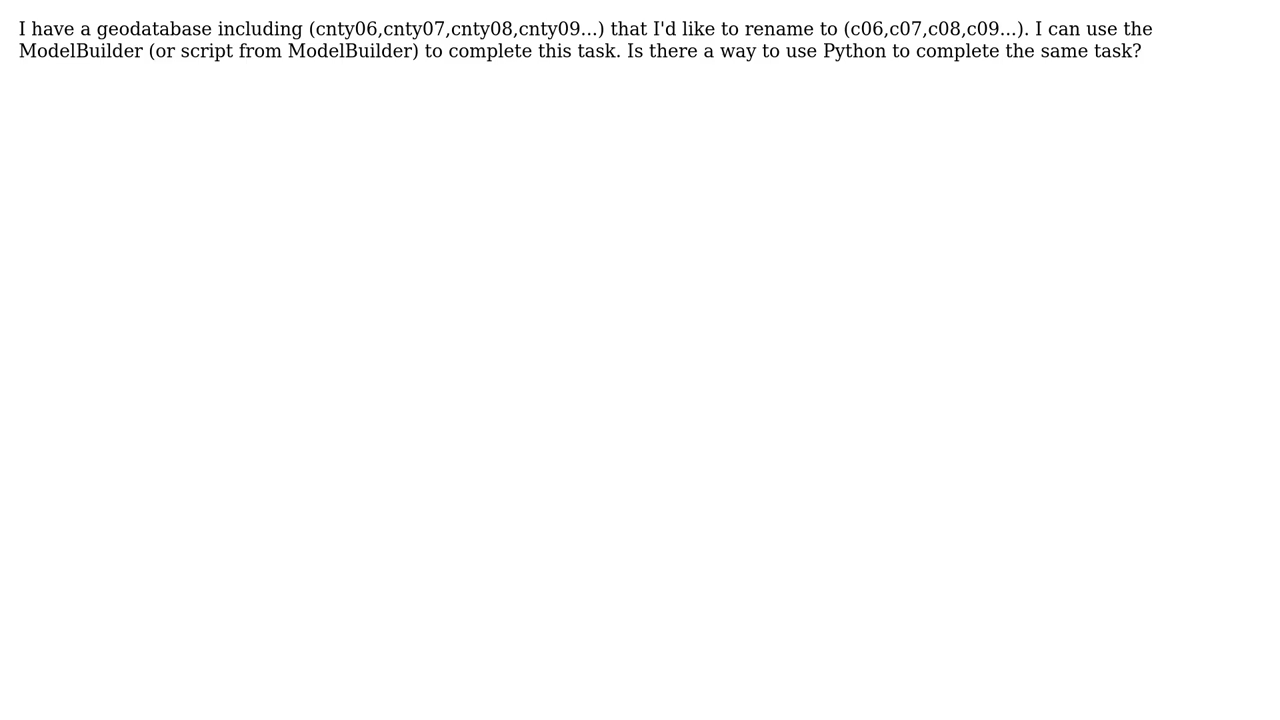 I have a geodatabase including (cnty06,cnty07,cnty08,cnty09...) that I'd like to rename to (c06,c07,c08,c09...). I can use the
ModelBuilder (or script from ModelBuilder) to complete this task. Is there a way to use Python to complete the same task?